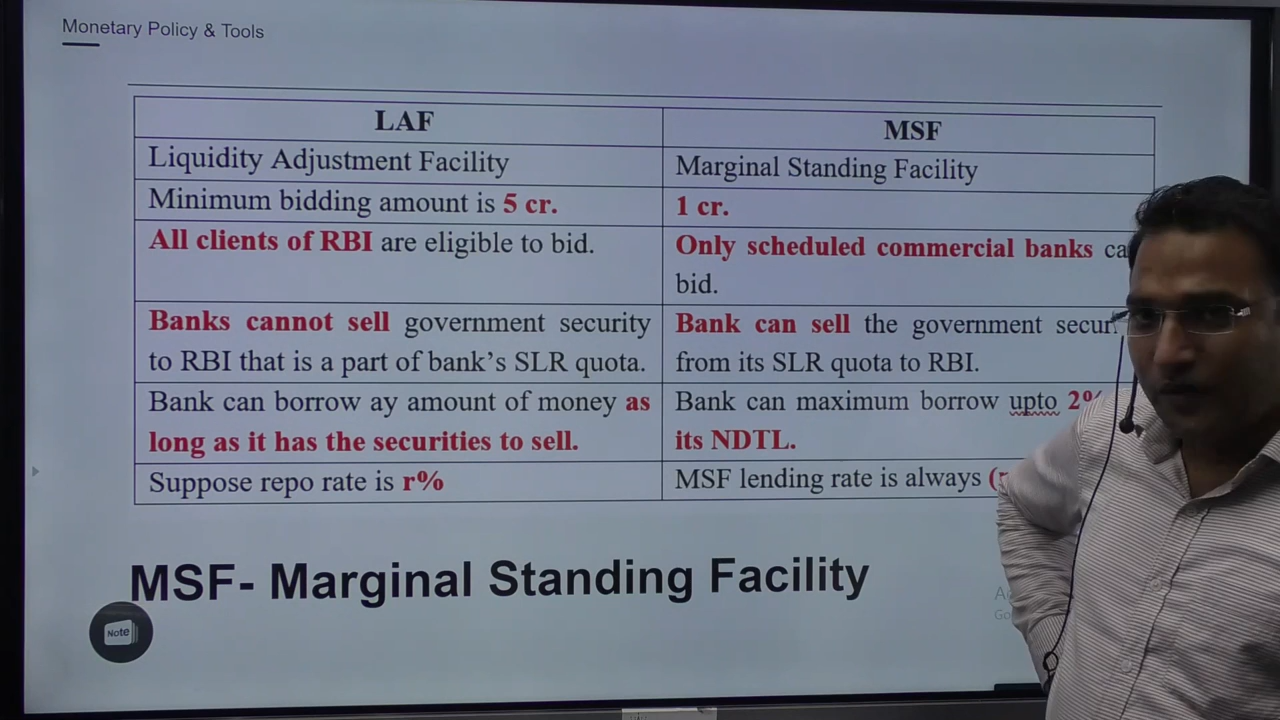 Monetary Policy & Tools
LAF
MSF
Liquidity Adjustment Facility
Marginal Standing Facility
Minimum bidding amount is 5 cr.
1 cr.
All clients of RBI are eligible to bid.
Only scheduled commercial banks
bid.
Banks cannot sell government security
to RBI that is a part of bank's SLR quota.
Bank can sell the government
from its SLR quota to RBI.
Bank can borrow ay amount of money as
long as it has the securities to sell.
Bank can maximum borrow upto
its NDTL.
Suppose repo rate is r%
MSF lending rate is always
MSF- Marginal Standing Facility
Note